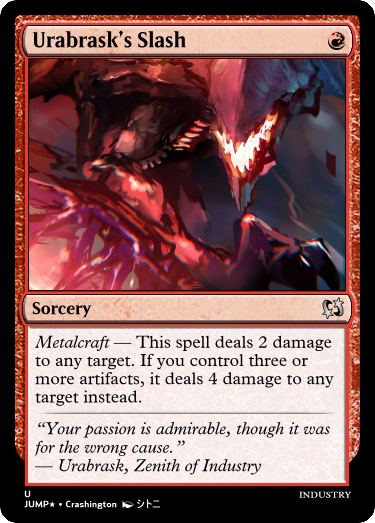 Urabrask's Slash
Sorcery
Metalcraft — This spell deals 2 damage
to any target. If you control three or
more artifacts, it deals 4 damage to any
target instead.
“Your passion is admirable, though it was
for the wrong cause.”
— Urabrask, Zenith of Industry
U
INDUSTRY
JUMP★ • Crashington シトニ